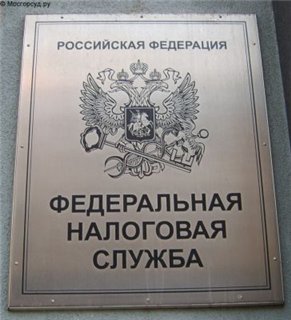 © Мосгорсуд.ру
РОССИЙСКАЯ ФЕДЕРАЦИЯ
ФЕДЕРАЛЬНАЯ
НАЛОГОВАЯ
СЛУЖБА